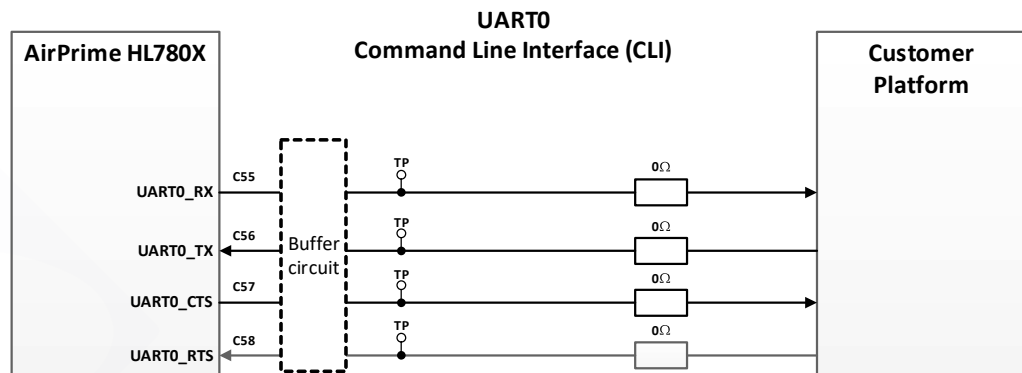 UART0
Command Line Interface (CLI)
AirPrime HL780X
Customer
Platform
UART0_RX
C55
TP
0Ω
UART0_TX
C56
TP
0Ω
Buffer
circuit
UART0_CTS
C57
TP
0Ω
UART0_RTS
C58
TP
0Ω